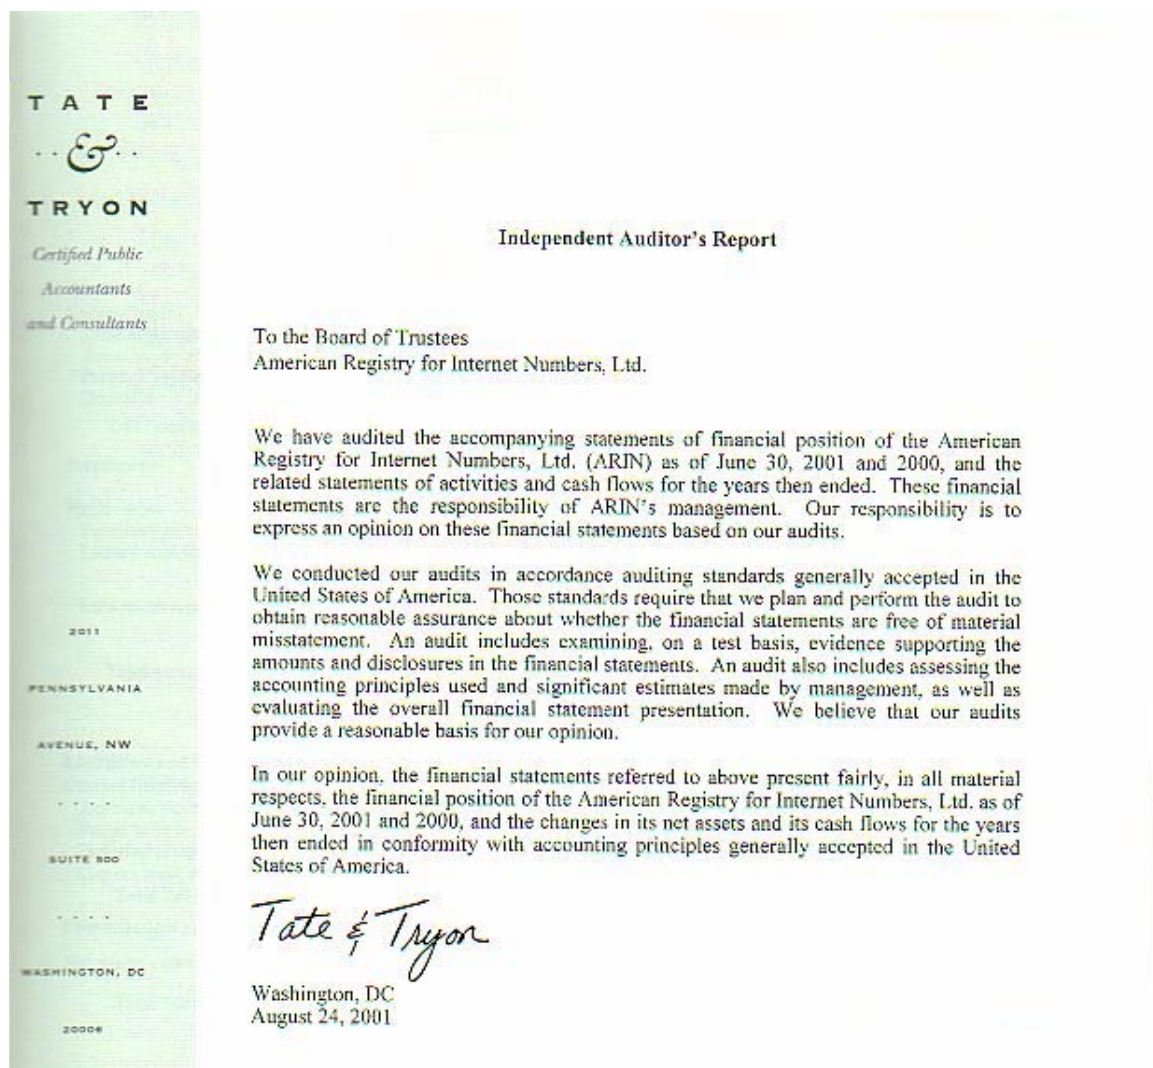 TATE
&
TRYON
Certified Public
Accountants
and Consultants
2011
PENNSYLVANIA
AVENUE, NW
SUITE 500
WASHINGTON, DC
20006
Independent Auditor's Report
To the Board of Trustees
American Registry for Internet Numbers, Ltd.
We have audited the accompanying statements of financial position of the American
Registry for Internet Numbers, Ltd. (ARIN) as of June 30, 2001 and 2000, and the
related statements of activities and cash flows for the years then ended. These financial
statements are the responsibility of ARIN's management. Our responsibility is to
express an opinion on these financial statements based on our audits.
We conducted our audits in accordance auditing standards generally accepted in the
United States of America. Those standards require that we plan and perform the audit to
obtain reasonable assurance about whether the financial statements are free of material
misstatement. An audit includes examining, on a test basis, evidence supporting the
amounts and disclosures in the financial statements. An audit also includes assessing the
accounting principles used and significant estimates made by management, as well as
evaluating the overall financial statement presentation. We believe that our audits
provide a reasonable basis for our opinion.
In our opinion, the financial statements referred to above present fairly, in all material
respects, the financial position of the American Registry for Internet Numbers, Ltd. as of
June 30, 2001 and 2000, and the changes in its net assets and its cash flows for the years
then ended in conformity with accounting principles generally accepted in the United
States of America.
Tate & Tryon
Washington, DC
August 24, 2001